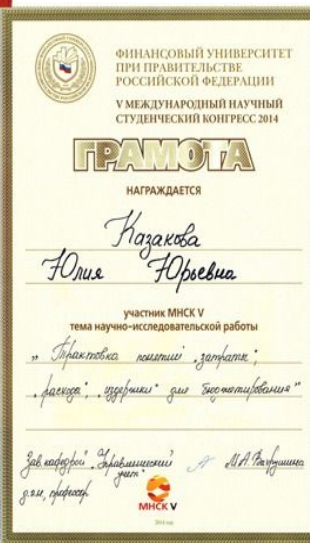 ФИНАНСОВЫЙ УНИВЕРСИТЕТ
ПРИ ПРАВИТЕЛЬСТВЕ
РОССИЙСКОЙ ФЕДЕРАЦИИ
V МЕЖДУНАРОДНЫЙ НАУЧНЫЙ
СТУДЕНЧЕСКИЙ КОНГРЕСС 2014
ГРАМОТА
НАГРАЖДАЕТСЯ
Казакова
Юлия Юрьевна
участник МНСК V
тема научно-исследовательской работы
„Трактовка понятий „затраты“,
„расходы“, „издержки“ для бюджетирования“
Зав. кафедрой „Управленческий
учет“ М.А. Вахрушина
д.э.н., профессор
МНСК V
2014 год